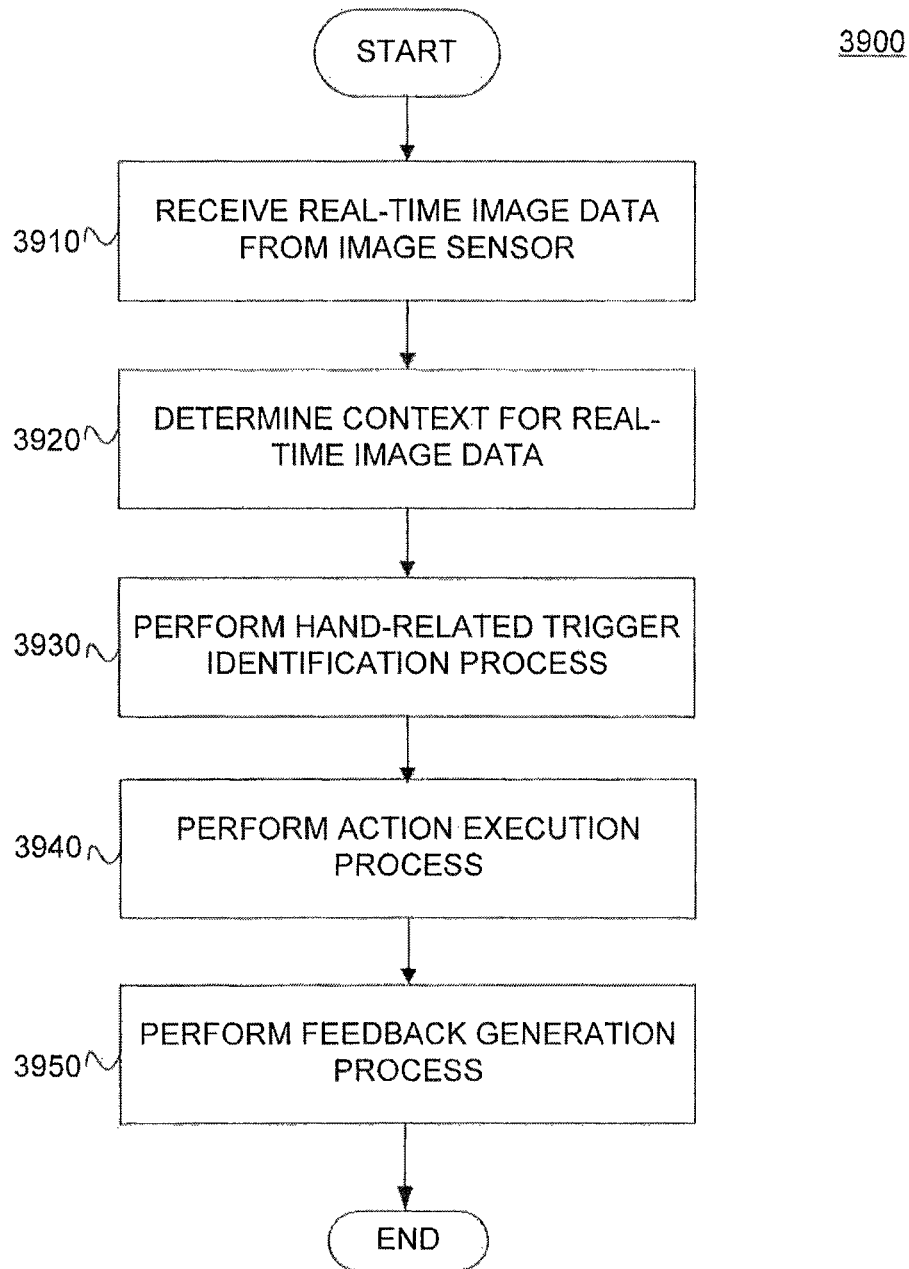 START
3900
RECEIVE REAL-TIME IMAGE DATA
FROM IMAGE SENSOR
3910
DETERMINE CONTEXT FOR REAL-
TIME IMAGE DATA
3920
PERFORM HAND-RELATED TRIGGER
IDENTIFICATION PROCESS
3930
PERFORM ACTION EXECUTION
PROCESS
3940
PERFORM FEEDBACK GENERATION
PROCESS
3950
END